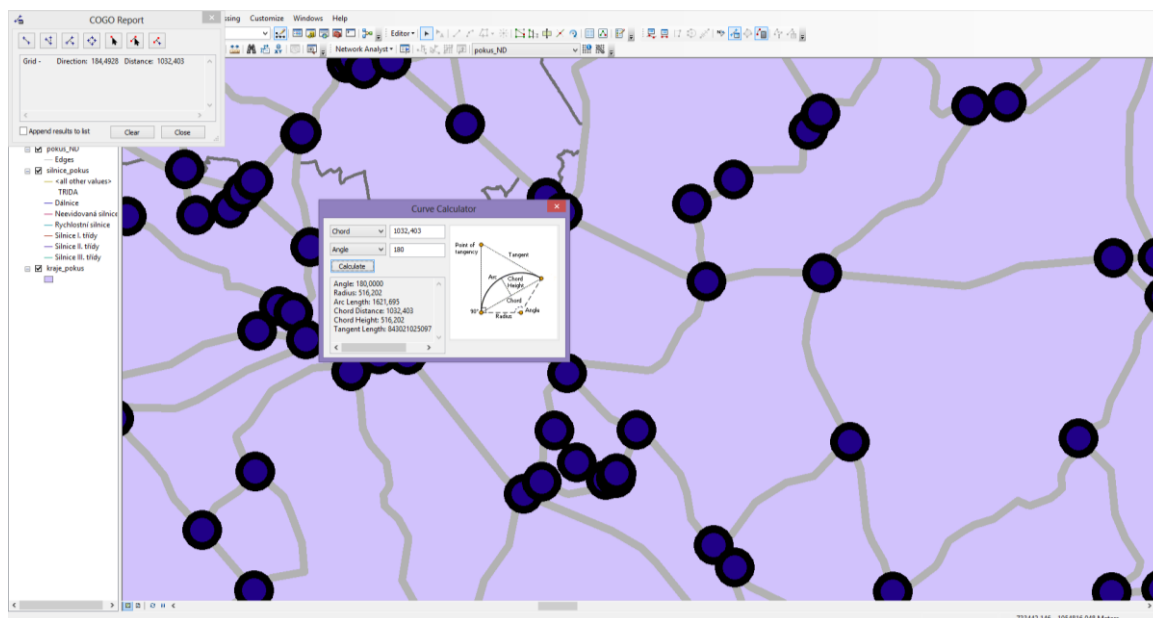 COGO Report
Grid - Direction: 184,4928 Distance: 1032,403
Append results to list Clear Close
Customize Windows Help
Editor
Network Analyst pokus_ND
pokus_ND
Edges
silnice_pokus
<all other values>
TRIDA
Dálnice
Neevidovaná silnice
Rychlostní silnice
Silnice I. třídy
Silnice II. třídy
Silnice III. třídy
kraje_pokus
Curve Calculator
Chord 1032,403
Angle 180
Calculate
Angle: 180,0000
Radius: 516,202
Arc Length: 1621,695
Chord Distance: 1032,403
Chord Height: 516,202
Tangent Length: 843021025097
Point of
tangency
Tangent
Arc
Chord
Height
Chord
90°
Radius
Angle